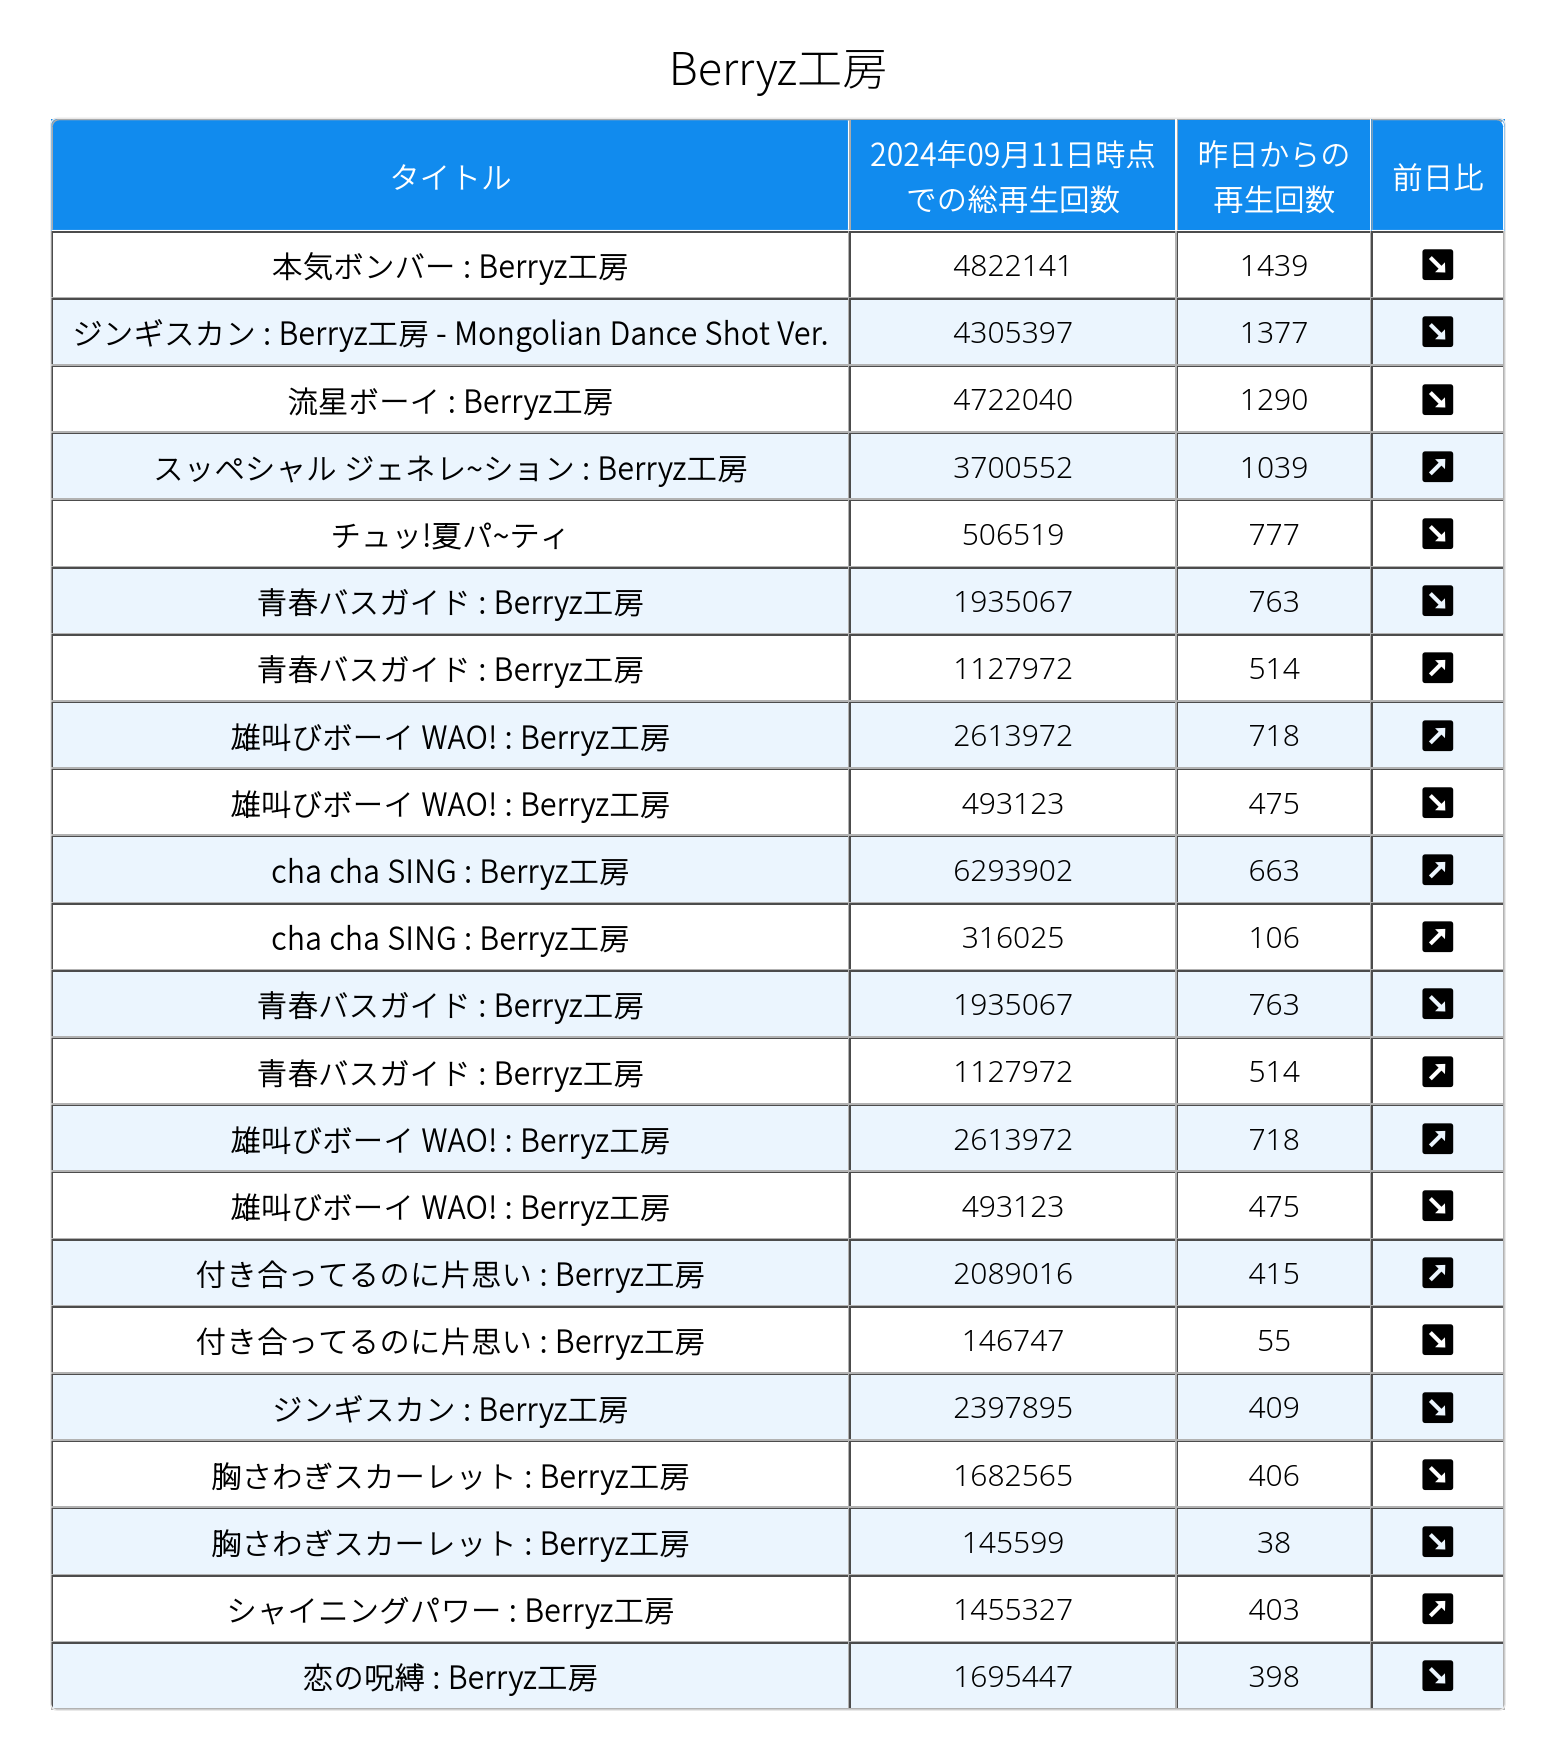 Berryz工房
タイトル 2024年09月11日時点 昨日からの 前日比
での総再生回数 再生回数
本気ボンバー : Berryz工房 4822141 1439 ↘
ジンギスカン : Berryz工房 - Mongolian Dance Shot Ver. 4305397 1377 ↘
流星ボーイ : Berryz工房 4722040 1290 ↘
スッペシャル ジェネレ~ション : Berryz工房 3700552 1039 ↗
チュッ!夏パ~ティ 506519 777 ↘
青春バスガイド : Berryz工房 1935067 763 ↘
青春バスガイド : Berryz工房 1127972 514 ↗
雄叫びボーイ WAO! : Berryz工房 2613972 718 ↗
雄叫びボーイ WAO! : Berryz工房 493123 475 ↘
cha cha SING : Berryz工房 6293902 663 ↗
cha cha SING : Berryz工房 316025 106 ↗
青春バスガイド : Berryz工房 1935067 763 ↘
青春バスガイド : Berryz工房 1127972 514 ↗
雄叫びボーイ WAO! : Berryz工房 2613972 718 ↗
雄叫びボーイ WAO! : Berryz工房 493123 475 ↘
付き合ってるのに片思い : Berryz工房 2089016 415 ↗
付き合ってるのに片思い : Berryz工房 146747 55 ↘
ジンギスカン : Berryz工房 2397895 409 ↘
胸さわぎスカーレット : Berryz工房 1682565 406 ↘
胸さわぎスカーレット : Berryz工房 145599 38 ↘
シャイニングパワー : Berryz工房 1455327 403 ↗
恋の呪縛 : Berryz工房 1695447 398 ↘